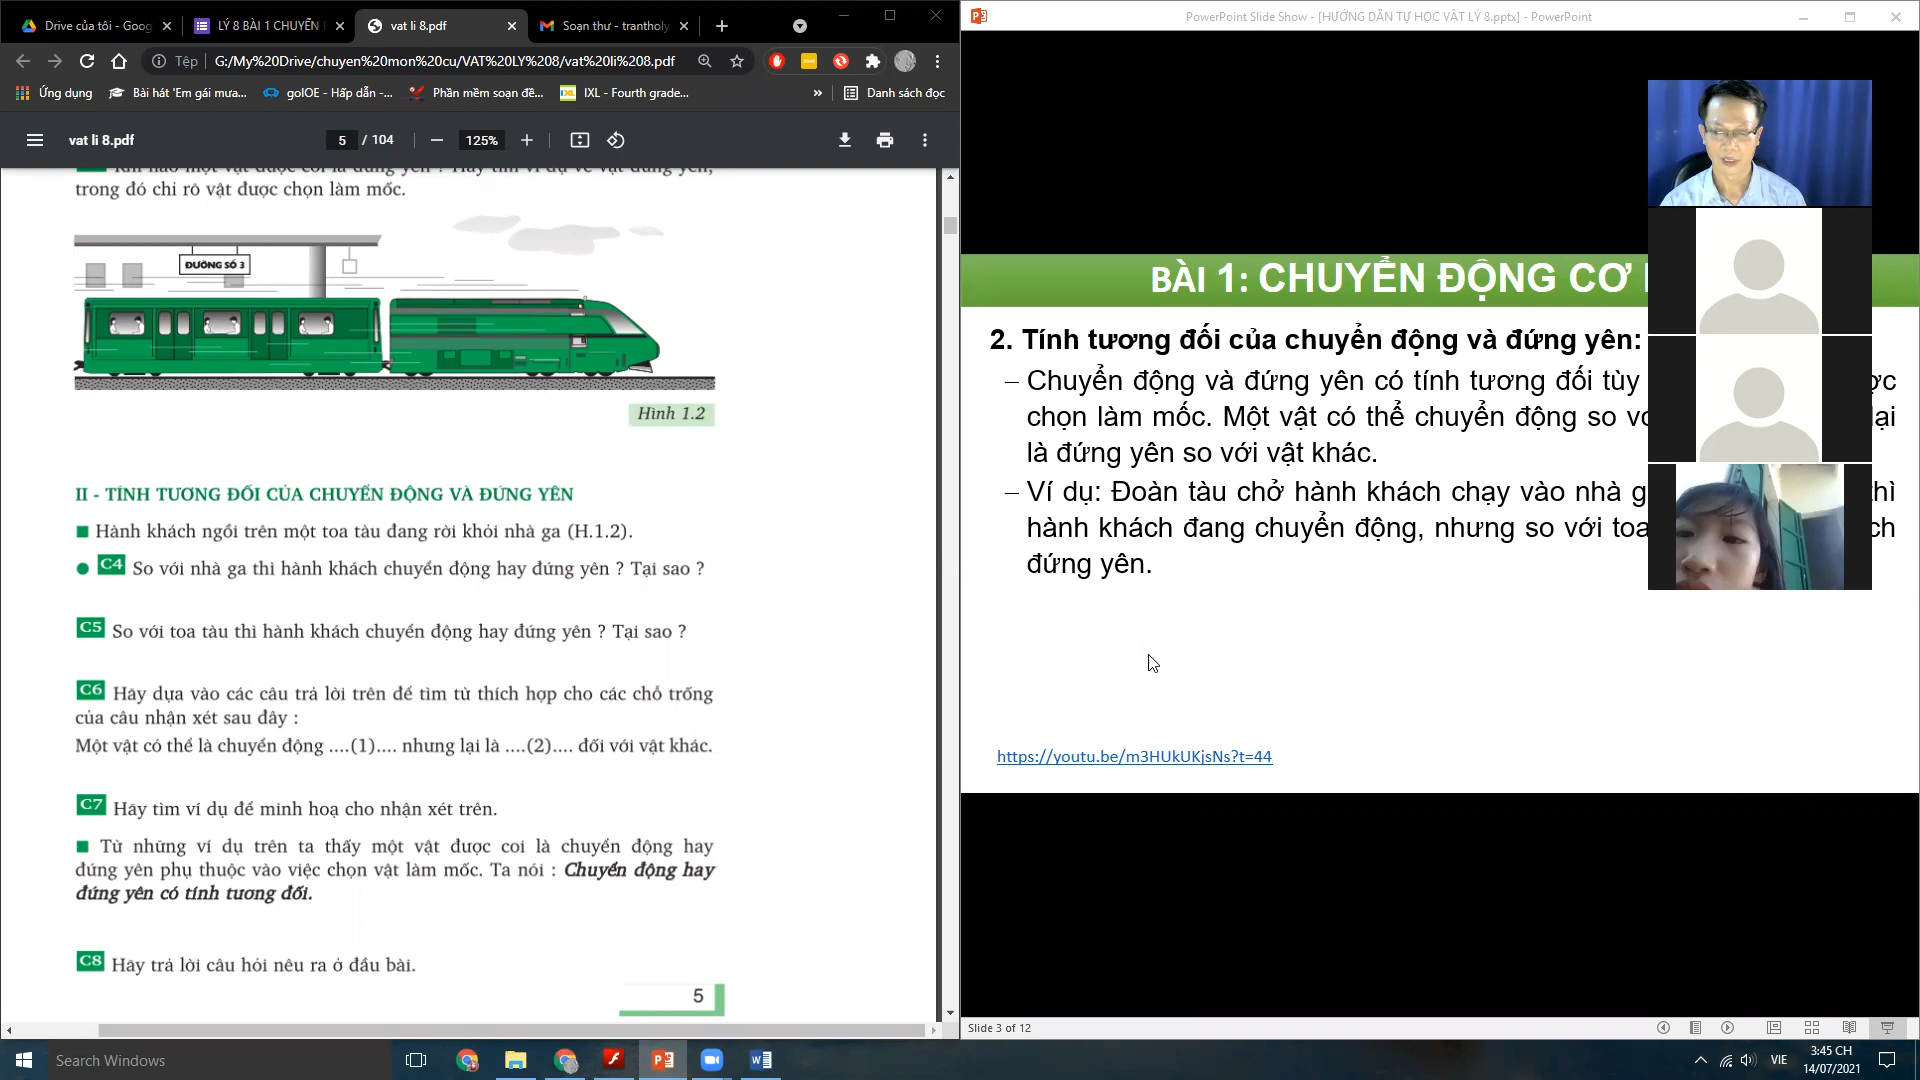 Drive của tôi - Goog
LÝ 8 BÀI 1 CHUYỂN
vat li 8.pdf
Soạn thư - trantholy
Tệp
G:/My%20Drive/chuyen%20mon%20cu/VAT%20LY%208/vat%20li%208.pdf
Ứng dụng
Bài hát 'Em gái mưa...
goIOE - Hấp dẫn -...
Phần mềm soạn đề...
IXL - Fourth grade...
»
Danh sách đọc
vat li 8.pdf
5 / 104
125%
trong đó chỉ rõ vật được chọn làm mốc.
ĐƯỜNG SỐ 3
Hình 1.2
II - TÍNH TƯƠNG ĐỐI CỦA CHUYỂN ĐỘNG VÀ ĐỨNG YÊN
Hành khách ngồi trên một toa tàu đang rời khỏi nhà ga (H.1.2).
C4 So với nhà ga thì hành khách chuyển động hay đứng yên ? Tại sao ?
C5 So với toa tàu thì hành khách chuyển động hay đứng yên ? Tại sao ?
C6 Hãy dựa vào các câu trả lời trên để tìm từ thích hợp cho các chỗ trống
của câu nhận xét sau đây :
Một vật có thể là chuyển động ....(1).... nhưng lại là ....(2).... đối với vật khác.
C7 Hãy tìm ví dụ để minh hoạ cho nhận xét trên.
Từ những ví dụ trên ta thấy một vật được coi là chuyển động hay
đứng yên phụ thuộc vào việc chọn vật làm mốc. Ta nói : Chuyển động hay
đứng yên có tính tương đối.
C8 Hãy trả lời câu hỏi nêu ra ở đầu bài.
5
PowerPoint Slide Show - [HƯỚNG DẪN TỰ HỌC VẬT LÝ 8.pptx] - PowerPoint
BÀI 1: CHUYỂN ĐỘNG CƠ
2. Tính tương đối của chuyển động và đứng yên:
– Chuyển động và đứng yên có tính tương đối tùy
chọn làm mốc. Một vật có thể chuyển động so lại
là đứng yên so với vật khác.
– Ví dụ: Đoàn tàu chở hành khách chạy vào nhà thì
hành khách đang chuyển động, nhưng so với toa
đứng yên.
https://youtu.be/m3HUkUKjsNs?t=44
Slide 3 of 12
Search Windows
VIE
3:45 CH
14/07/2021